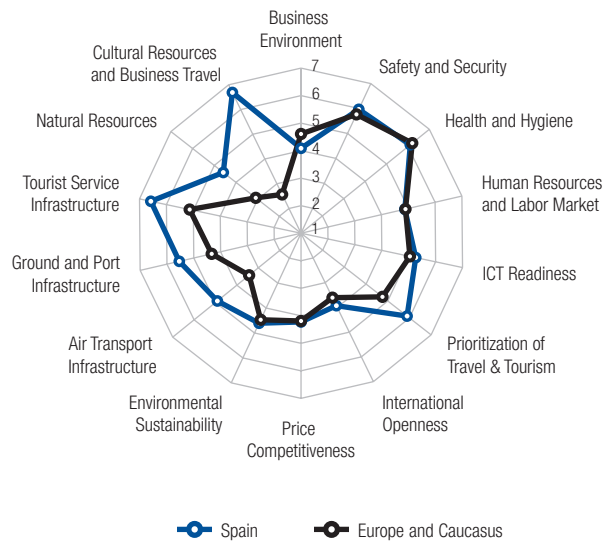 Business
Environment
Safety and Security
Health and Hygiene
Human Resources
and Labor Market
ICT Readiness
Prioritization of
Travel & Tourism
International
Openness
Price
Competitiveness
Environmental
Sustainability
Air Transport
Infrastructure
Ground and Port
Infrastructure
Tourist Service
Infrastructure
Natural Resources
Cultural Resources
and Business Travel
7
6
5
4
3
2
1
Spain
Europe and Caucasus